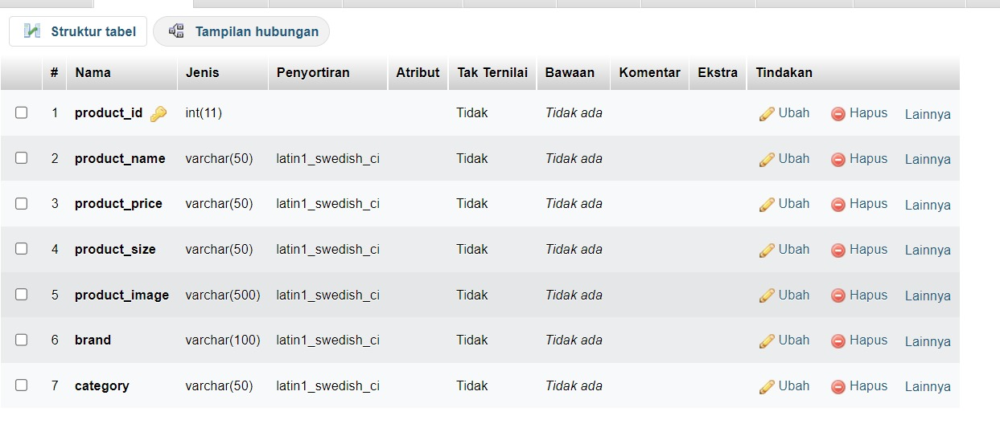 Struktur tabel Tampilan hubungan
# Nama Jenis Penyortiran Atribut Tak Ternilai Bawaan Komentar Ekstra Tindakan
1 product_id int(11) Tidak Tidak ada Ubah Hapus Lainnya
2 product_name varchar(50) latin1_swedish_ci Tidak Tidak ada Ubah Hapus Lainnya
3 product_price varchar(50) latin1_swedish_ci Tidak Tidak ada Ubah Hapus Lainnya
4 product_size varchar(50) latin1_swedish_ci Tidak Tidak ada Ubah Hapus Lainnya
5 product_image varchar(500) latin1_swedish_ci Tidak Tidak ada Ubah Hapus Lainnya
6 brand varchar(100) latin1_swedish_ci Tidak Tidak ada Ubah Hapus Lainnya
7 category varchar(50) latin1_swedish_ci Tidak Tidak ada Ubah Hapus Lainnya